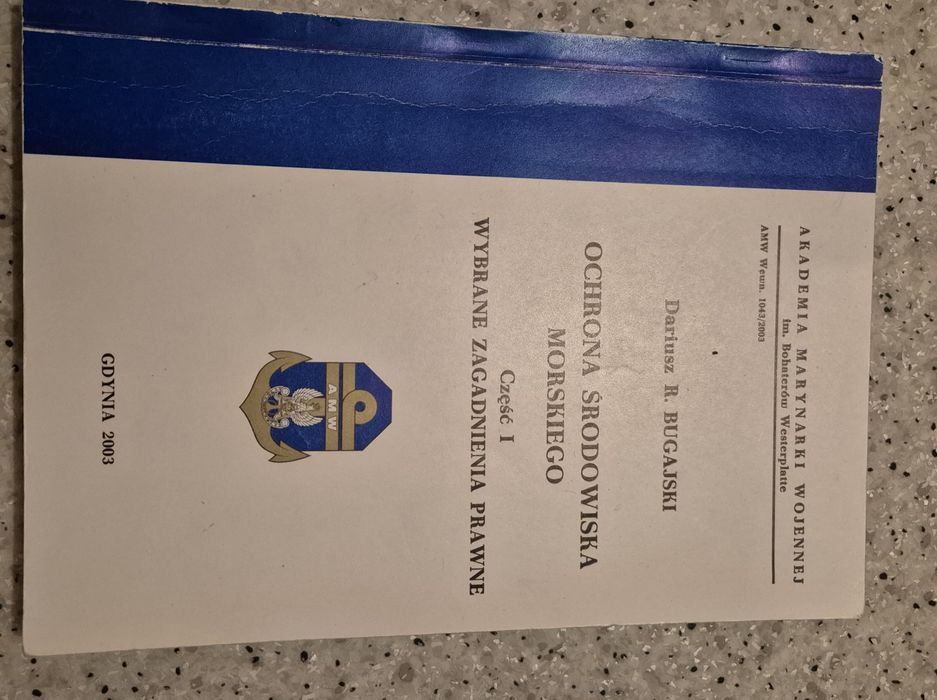 AKADEMIA MARYNARKI WOJENNEJ
im. Bohaterów Westerplatte
AMW Wewn. 1043/2003
Dariusz R. BUGAJSKI
OCHRONA ŚRODOWISKA
MORSKIEGO
Część I
WYBRANE ZAGADNIENIA PRAWNE
AMW
GDYNIA 2003